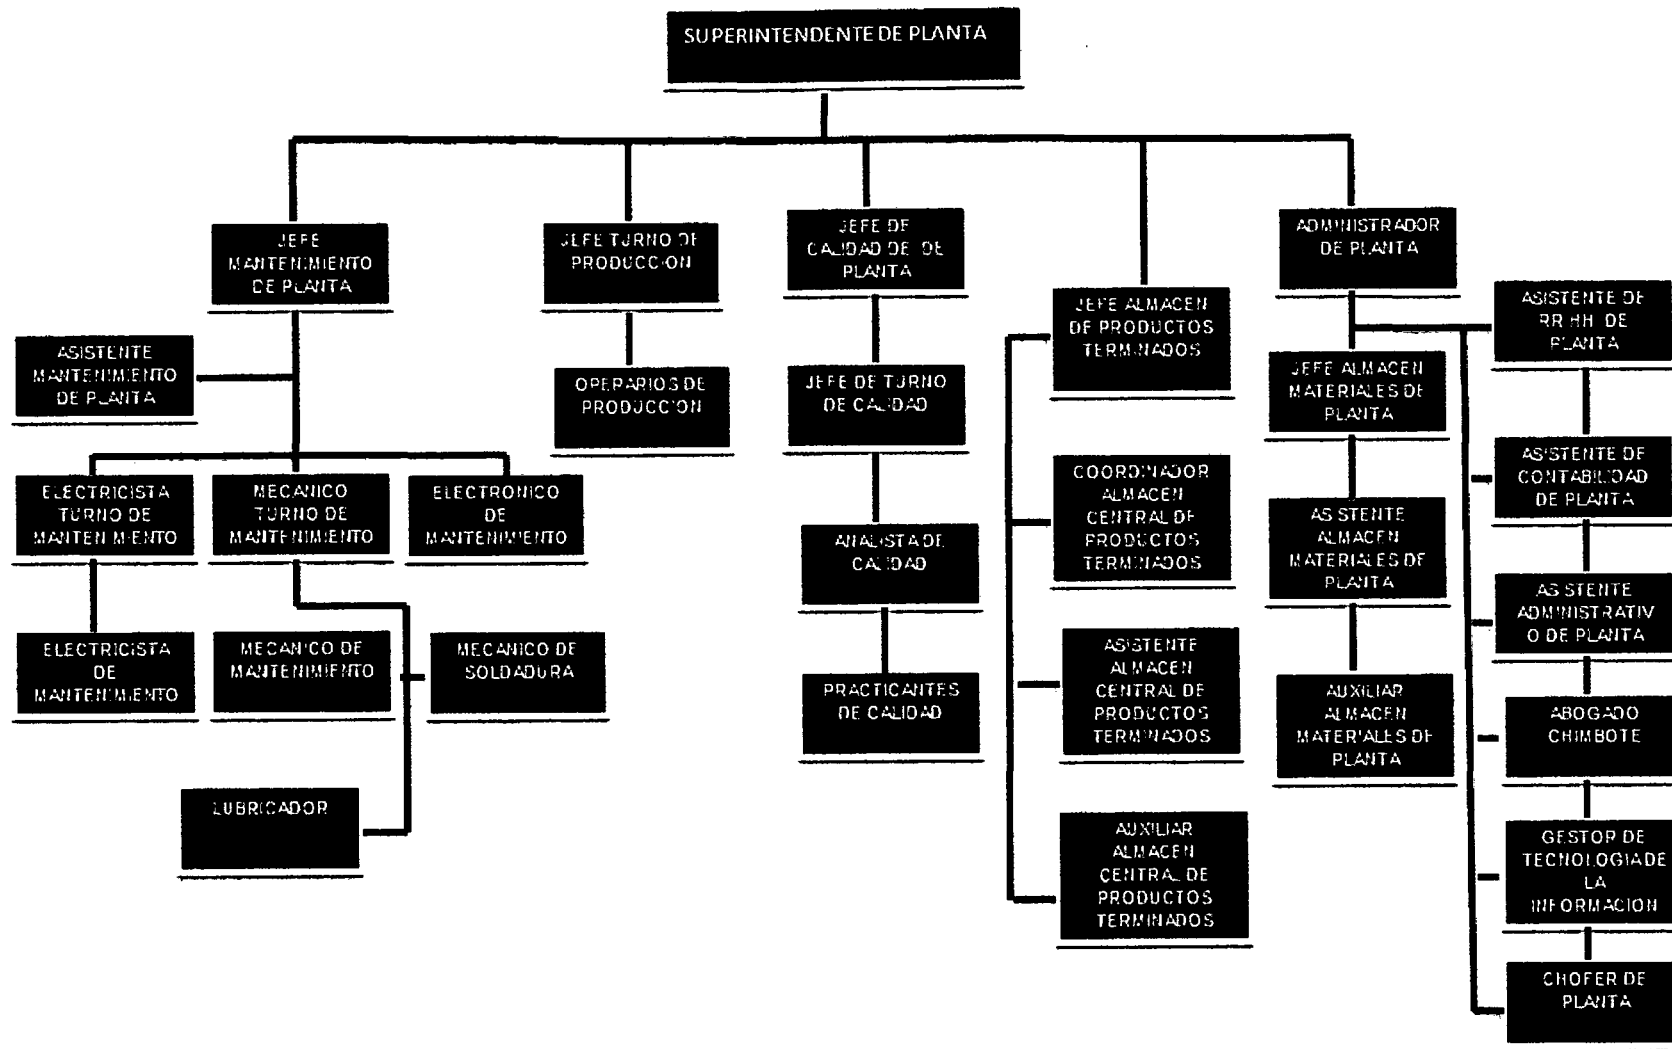 SUPERINTENDENTE DE PLANTA
JEFE
MANTENIMIENTO
DE PLANTA
JEFE TURNO DE
PRODUCCION
JEFE DE
CALIDAD DE DE
PLANTA
JEFE ALMACEN
DE PRODUCTOS
TERMINADOS
ADMINISTRADOR
DE PLANTA
ASISTENTE DE
RR HH DE
PLANTA
ASISTENTE
MANTENIMIENTO
DE PLANTA
OPERARIOS DE
PRODUCCION
JEFE DE TURNO
DE CALIDAD
JEFE ALMACEN
MATERIALES DE
PLANTA
ELECTRICISTA
TURNO DE
MANTENIMIENTO
MECANICO
TURNO DE
MANTENIMIENTO
ELECTRONICO
DE
MANTENIMIENTO
ANALISTA DE
CALIDAD
COORDINADOR
ALMACEN
CENTRAL DE
PRODUCTOS
TERMINADOS
ASISTENTE
ALMACEN
MATERIALES DE
PLANTA
ASISTENTE DE
CONTABILIDAD
DE PLANTA
ELECTRICISTA
DE
MANTENIMIENTO
MECANICO DE
MANTENIMIENTO
MECANICO DE
SOLDADURA
PRACTICANTES
DE CALIDAD
ASISTENTE
ALMACEN
CENTRAL DE
PRODUCTOS
TERMINADOS
AUXILIAR
ALMACEN
MATERIALES DE
PLANTA
ASISTENTE
ADMINISTRATIV
O DE PLANTA
ABOGADO
CHIMBOTE
LUBRICADOR
AUXILIAR
ALMACEN
CENTRAL DE
PRODUCTOS
TERMINADOS
GESTOR DE
TECNOLOGIA DE
LA
INFORMACION
CHOFER DE
PLANTA